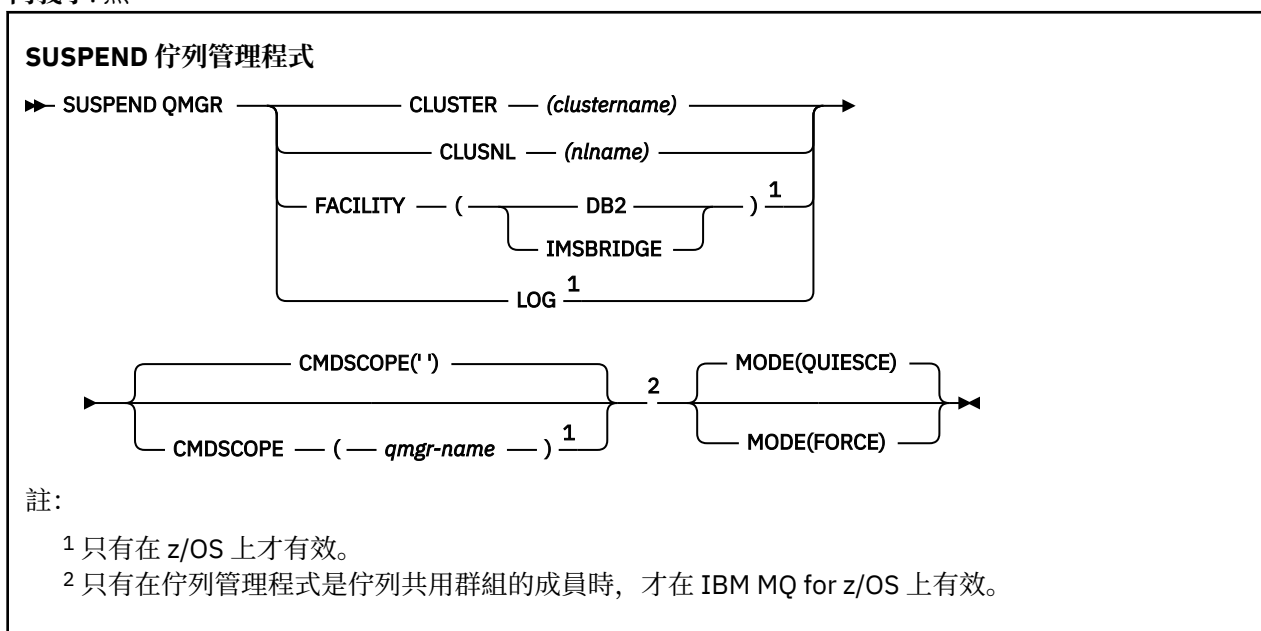 SUSPEND 佇列管理程式
SUSPEND QMGR CLUSTER (clustername)
CLUSNL (nlname)
FACILITY ( DB2 ) 1
IMSBRIDGE
LOG 1
CMDSCOPE(' ') MODE(QUIESCE)
2
CMDSCOPE ( qmgr-name ) 1 MODE(FORCE)
註：
1 只有在 z/OS 上才有效。
2 只有在佇列管理程式是佇列共用群組的成員時，才在 IBM MQ for z/OS 上有效。